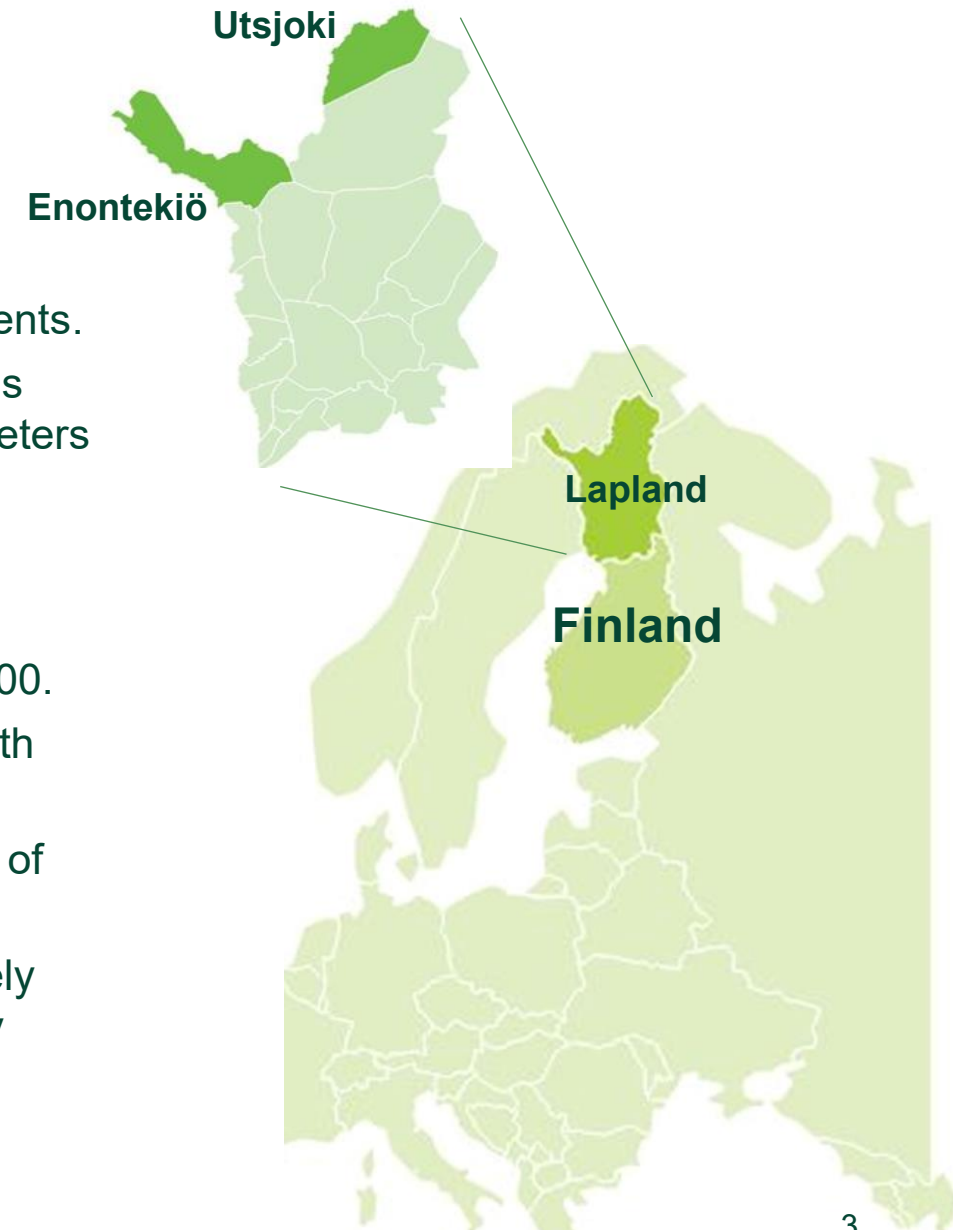 Utsjoki
Enontekiö
ents.
s
eters
Lapland
Finland
00.
th
of
ely
3